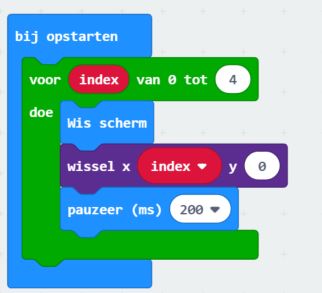 bij opstarten
voor index van 0 tot 4
doe
Wis scherm
wissel x index y 0
pauzeer (ms) 200